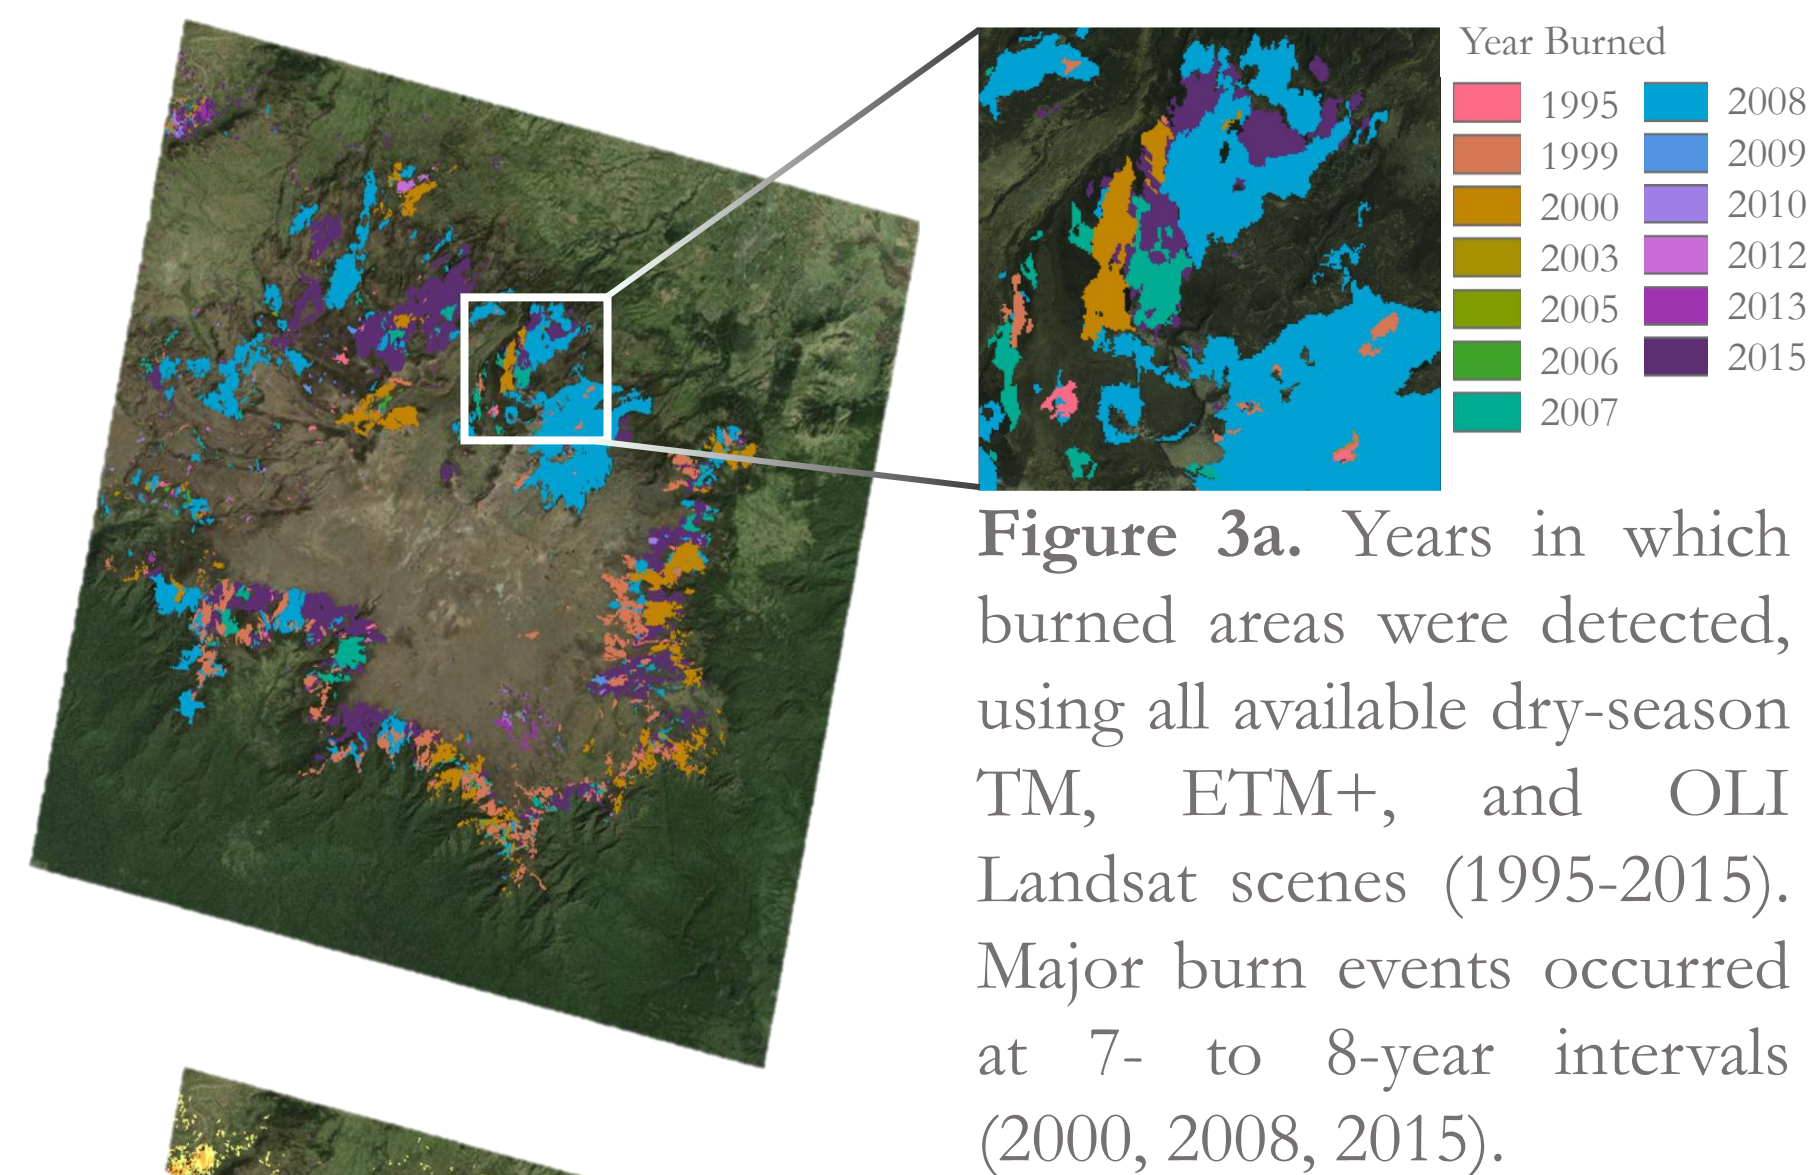 Year Burned
1995
1999
2000
2003
2005
2006
2007
2008
2009
2010
2012
2013
2015
Figure 3a. Years in which
burned areas were detected,
using all available dry-season
TM, ETM+, and OLI
Landsat scenes (1995-2015).
Major burn events occurred
at 7- to 8-year intervals
(2000, 2008, 2015).